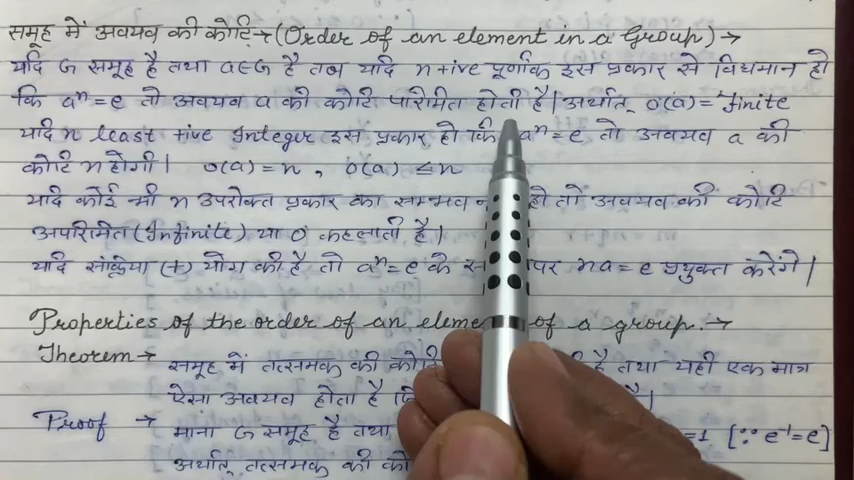 समूह में अवयव की कोटि→(Order of an element in a Group)→
यदि G समूह है तथा a∈G है तब यदि n+ive पूर्णांक इस प्रकार से विद्यमान हो
कि aⁿ=e तो अवयव a की कोटि परिमित होती है। अर्थात् o(a)=finite
यदि n least +ive Integer इस प्रकार हो कि aⁿ=e तो अवयव a की
कोटि n होगी। o(a)=n, o(a)≤n
यदि कोई भी n उपरोक्त प्रकार का सम्भव हो तो अवयव की कोटि
अपरिमित(Infinite) या 0 कहलाती है।
यदि संक्रिया (+) योग की है तो aⁿ=e के पर na=e प्रयुक्त करेंगे।
Properties of the order of an element of a group.→
Theorem→ समूह में तत्समक की है तथा यही एक मात्र
ऐसा अवयव होता है है।
Proof → माना G समूह है तथा =1 [∵ e⁻¹=e]
अर्थात् तत्समक की